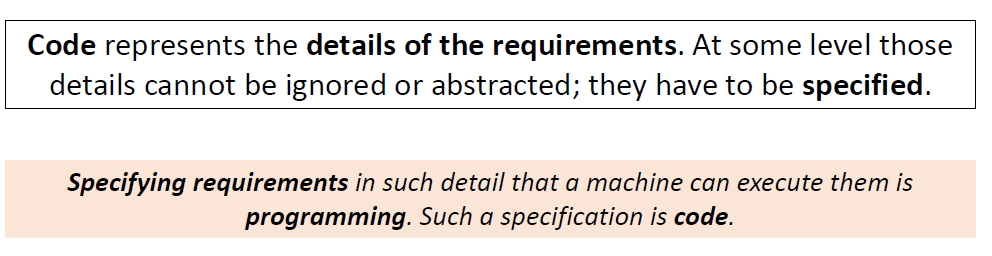 Code represents the details of the requirements. At some level those
details cannot be ignored or abstracted; they have to be specified.
Specifying requirements in such detail that a machine can execute them is
programming. Such a specification is code.